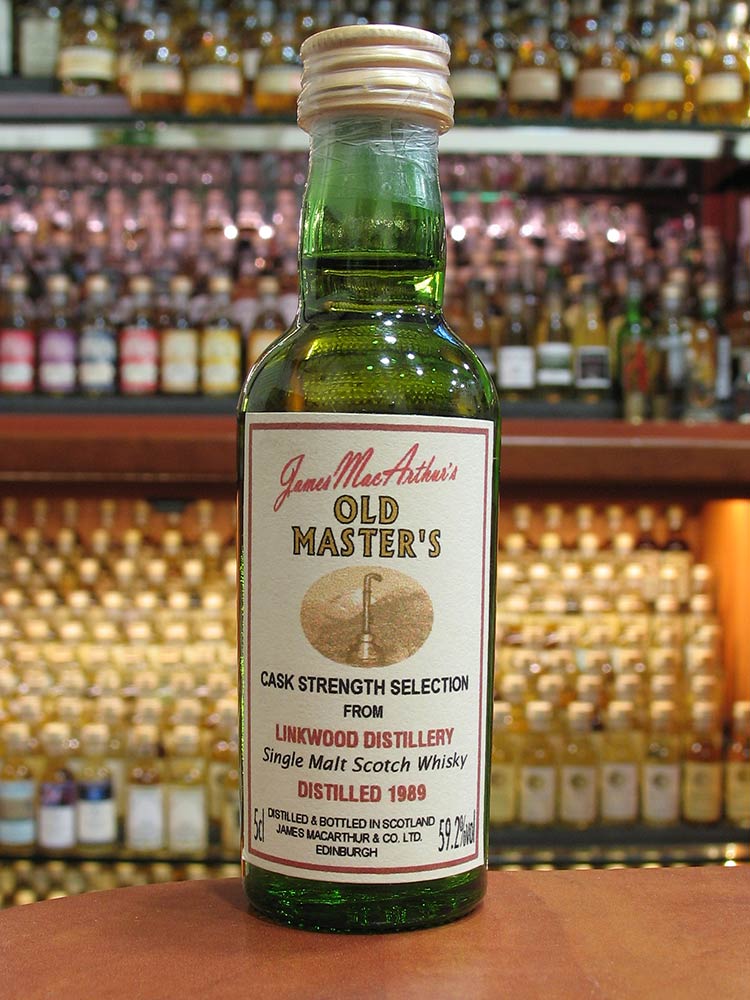 James MacArthur's
OLD
MASTER'S
CASK STRENGTH SELECTION
FROM
LINKWOOD DISTILLERY
Single Malt Scotch Whisky
DISTILLED 1989
5cl
DISTILLED & BOTTLED IN SCOTLAND
JAMES MACARTHUR & CO. LTD.
EDINBURGH
59.2%vol